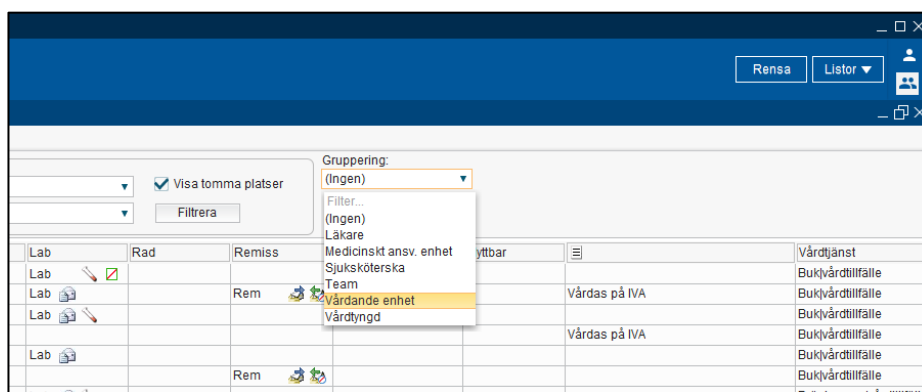 Rensa Listor
Gruppering:
Visa tomma platser (Ingen)
Filtrera Filter...
(Ingen)
Läkare
Medicinskt ansv. enhet
Sjuksköterska
Team
Vårdande enhet
Vårdtyngd
Lab Rad Remiss yttbar Vårdtjänst
Lab Buk|vårdtillfälle
Lab Rem Vårdas på IVA Buk|vårdtillfälle
Lab Buk|vårdtillfälle
Vårdas på IVA Buk|vårdtillfälle
Lab Buk|vårdtillfälle
Rem Buk|vårdtillfälle